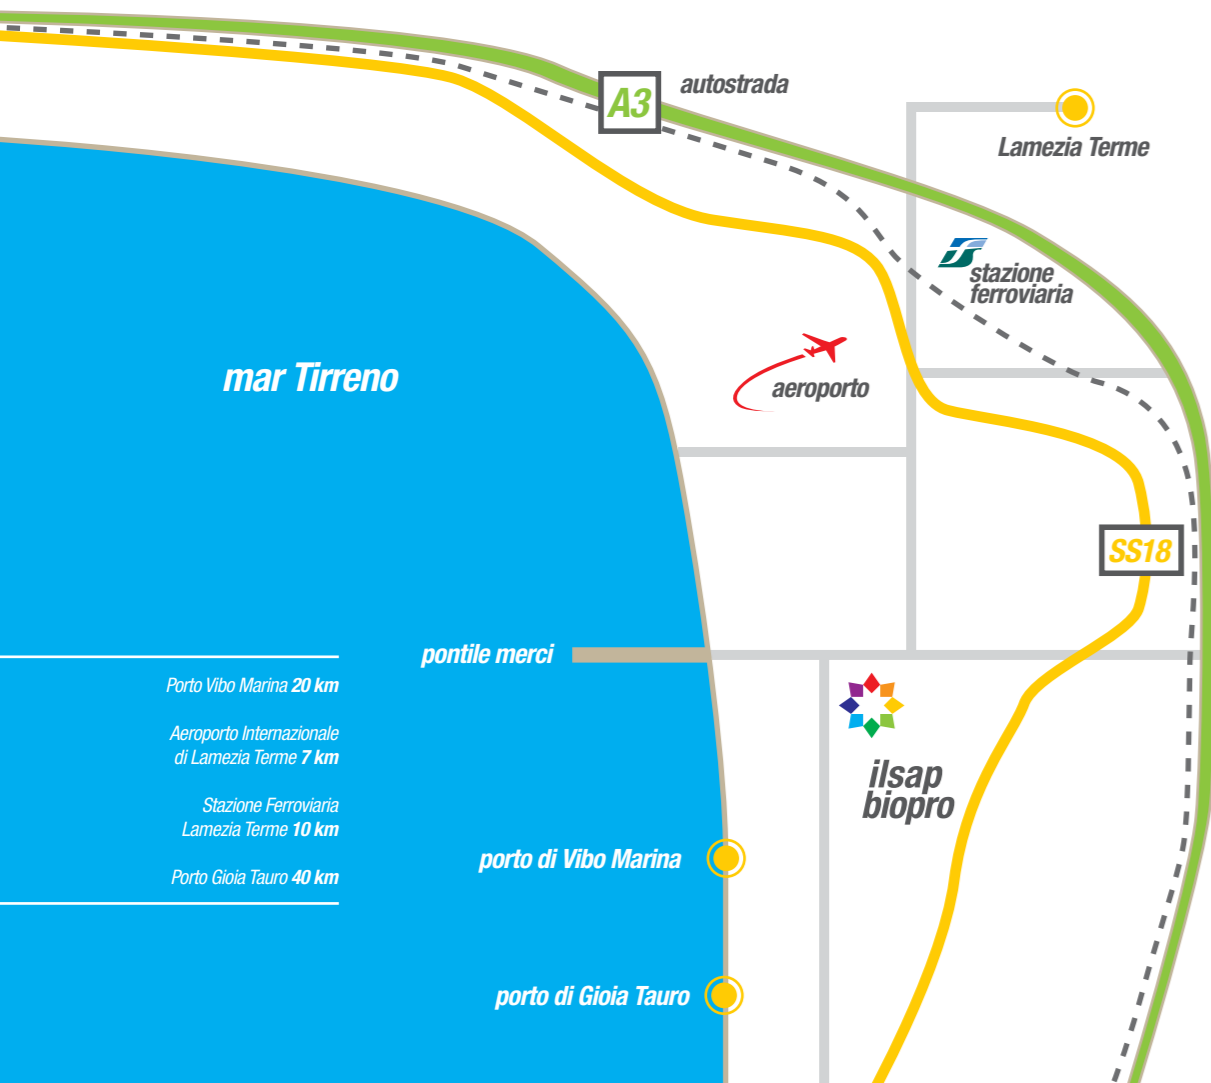 A3
autostrada
Lamezia Terme
stazione
ferroviaria
mar Tirreno
aeroporto
SS18
pontile merci
Porto Vibo Marina 20 km
Aeroporto Internazionale
di Lamezia Terme 7 km
Stazione Ferroviaria
Lamezia Terme 10 km
Porto Gioia Tauro 40 km
ilsap
biopro
porto di Vibo Marina
porto di Gioia Tauro